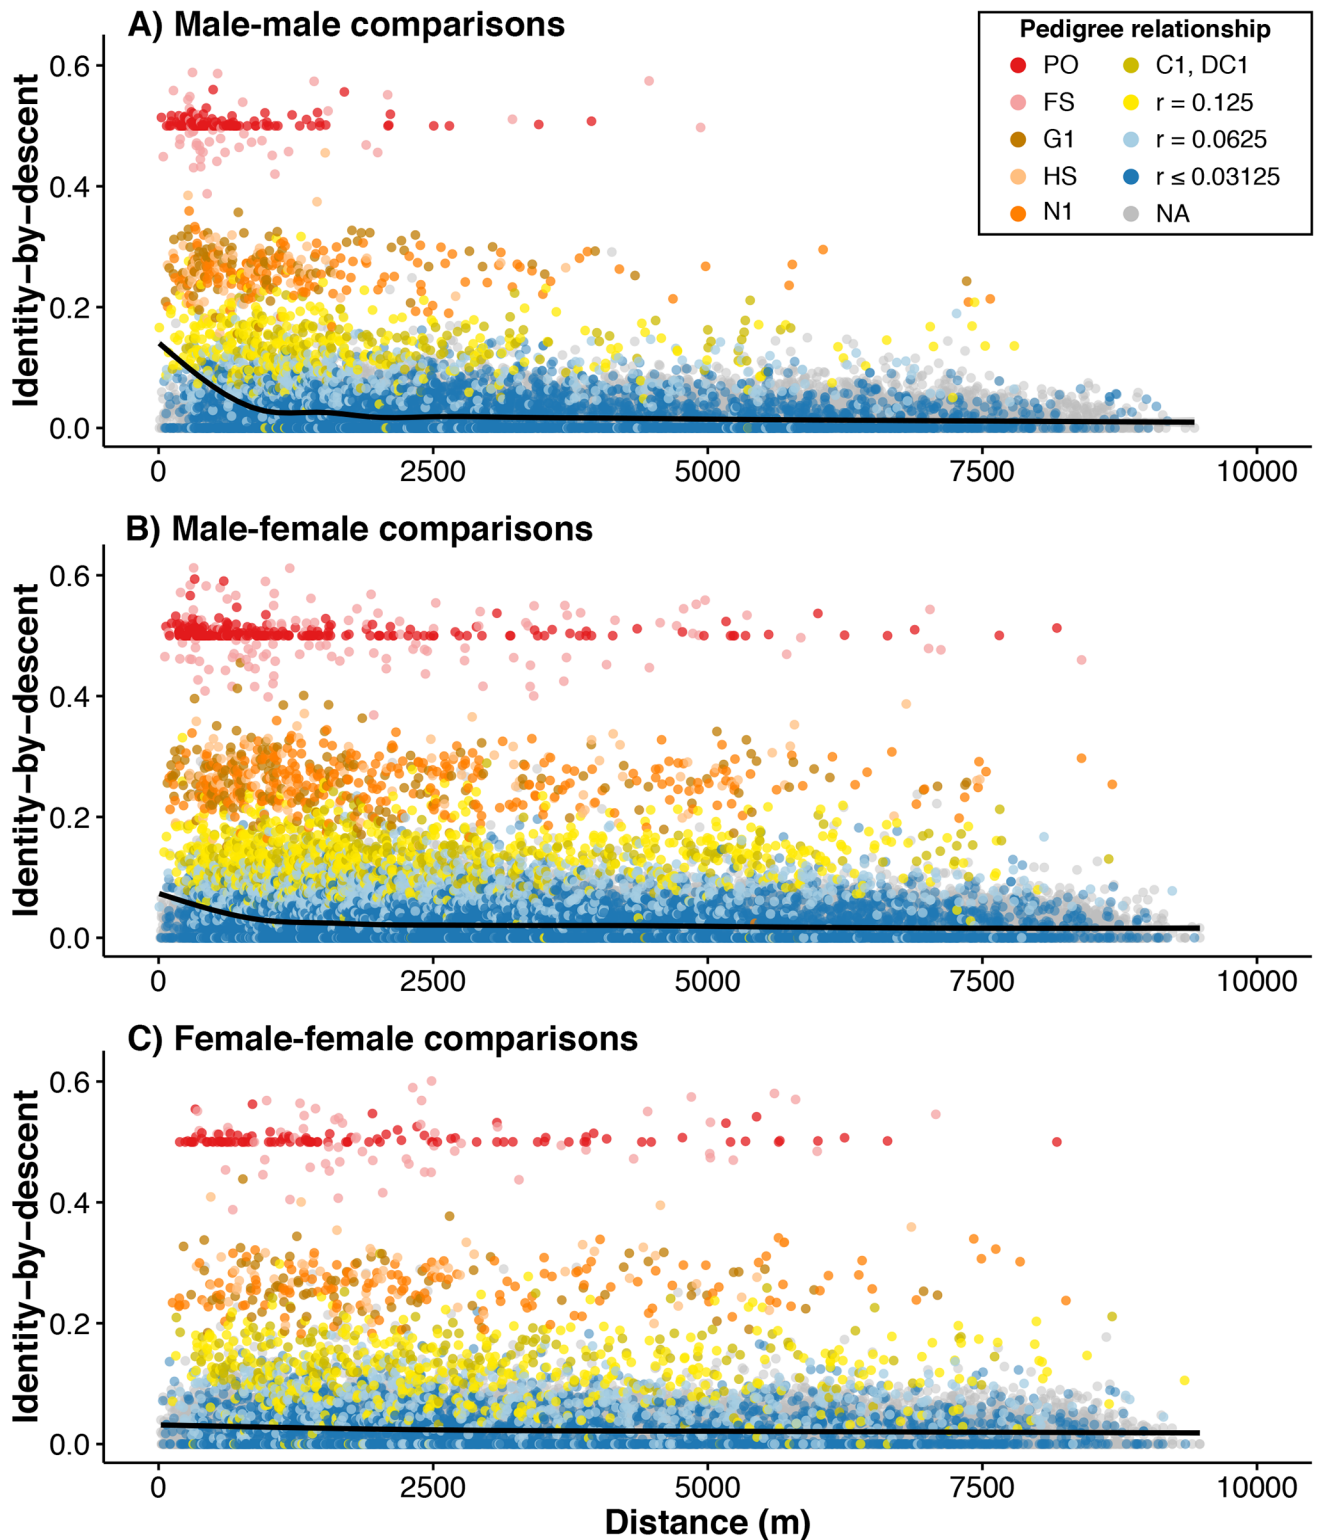 A) Male-male comparisons
Pedigree relationship
PO
C1, DC1
FS
r = 0.125
G1
r = 0.0625
HS
r ≤ 0.03125
N1
NA
Identity−by−descent
0.6
0.4
0.2
0.0
0 2500 5000 7500 10000
B) Male-female comparisons
Identity−by−descent
0.6
0.4
0.2
0.0
0 2500 5000 7500 10000
C) Female-female comparisons
Identity−by−descent
0.6
0.4
0.2
0.0
0 2500 5000 7500 10000
Distance (m)